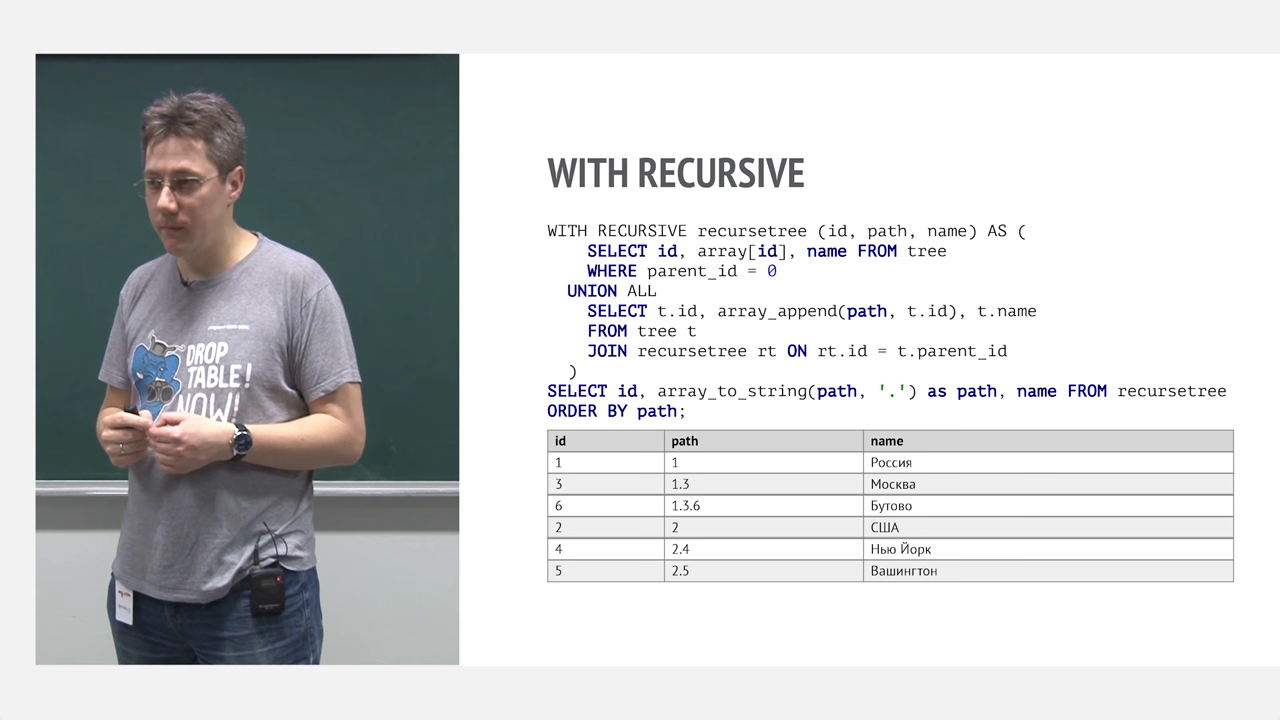 DROP
TABLE!
NOW!
WITH RECURSIVE
WITH RECURSIVE recursetree (id, path, name) AS (
SELECT id, array[id], name FROM tree
WHERE parent_id = 0
UNION ALL
SELECT t.id, array_append(path, t.id), t.name
FROM tree t
JOIN recursetree rt ON rt.id = t.parent_id
)
SELECT id, array_to_string(path, '.') as path, name FROM recursetree
ORDER BY path;
id path name
1 1 Россия
3 1.3 Москва
6 1.3.6 Бутово
2 2 США
4 2.4 Нью Йорк
5 2.5 Вашингтон